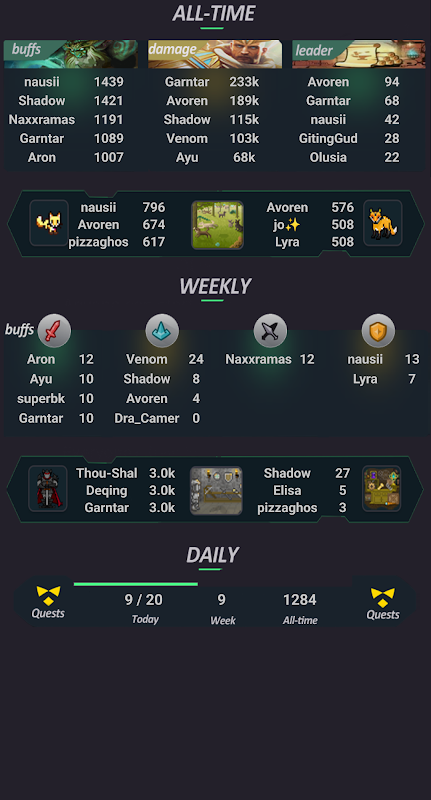 ALL-TIME
buffs damage leader
nausii 1439 Garntar 233k Avoren 94
Shadow 1421 Avoren 189k Garntar 68
Naxxramas 1191 Shadow 115k nausii 42
Garntar 1089 Venom 103k GitingGud 28
Aron 1007 Ayu 68k Olusia 22
nausii 796 Avoren 576
Avoren 674 jo✨ 508
pizzaghos 617 Lyra 508
WEEKLY
buffs
Aron 12 Venom 24 Naxxramas 12 nausii 13
Ayu 10 Shadow 8 Lyra 7
superbk 10 Avoren 4
Garntar 10 Dra_Camer 0
Thou-Shal 3.0k Shadow 27
Deqing 3.0k Elisa 5
Garntar 3.0k pizzaghos 3
DAILY
9 / 20 9 1284
Quests Today Week All-time Quests